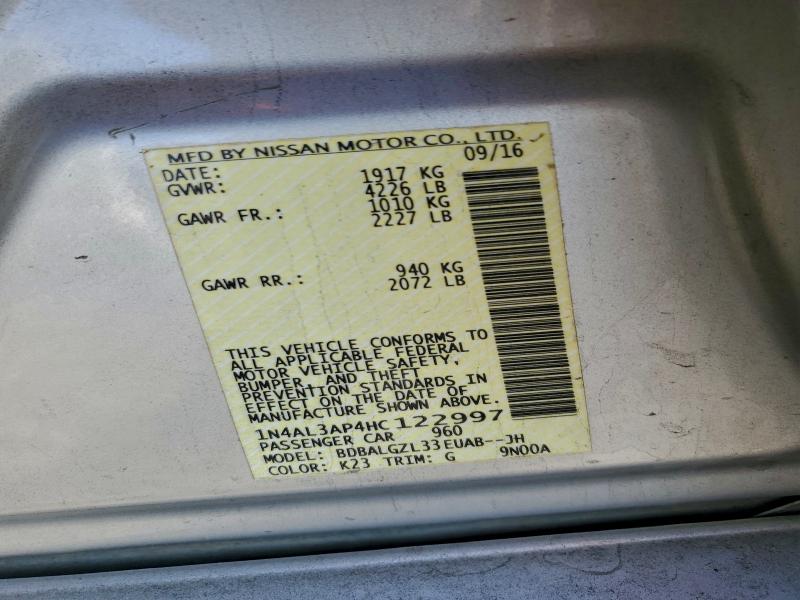 MFD BY NISSAN MOTOR CO., LTD.
DATE: 09/16
GVWR: 1917 KG
4226 LB
GAWR FR.: 1010 KG
2227 LB
GAWR RR.: 940 KG
2072 LB
THIS VEHICLE CONFORMS TO
ALL APPLICABLE FEDERAL
MOTOR VEHICLE SAFETY,
BUMPER, AND THEFT
PREVENTION STANDARDS IN
EFFECT ON THE DATE OF
MANUFACTURE SHOWN ABOVE.
1N4AL3AP4HC122997
PASSENGER CAR 960
MODEL: BDBALGZL33EUAB--JH
COLOR: K23 TRIM: G 9N00A